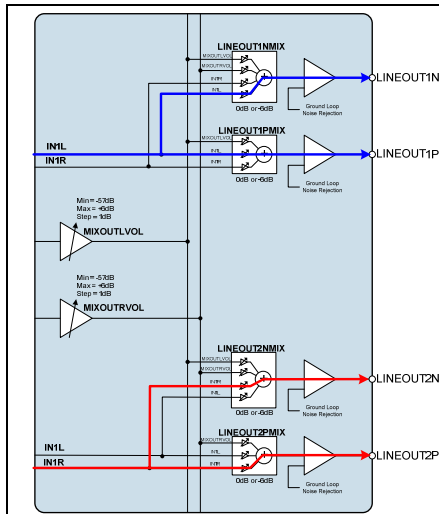 LINEOUT1NMIX
MIXOUTLVOL
MIXOUTRVOL
IN1R
IN1L
0dB or -6dB
Ground Loop
Noise Rejection
LINEOUT1N
LINEOUT1PMIX
MIXOUTLVOL
IN1L
IN1R
0dB or -6dB
Ground Loop
Noise Rejection
LINEOUT1P
IN1L
IN1R
Min = -57dB
Max = +6dB
Step = 1dB
MIXOUTLVOL
Min = -57dB
Max = +6dB
Step = 1dB
MIXOUTRVOL
LINEOUT2NMIX
MIXOUTLVOL
MIXOUTRVOL
IN1R
IN1L
0dB or -6dB
Ground Loop
Noise Rejection
LINEOUT2N
LINEOUT2PMIX
MIXOUTRVOL
IN1L
IN1R
0dB or -6dB
Ground Loop
Noise Rejection
LINEOUT2P
IN1L
IN1R